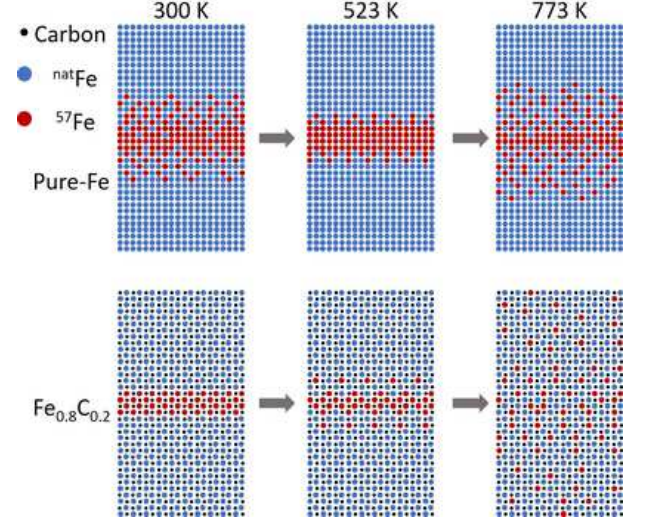 300 K 523 K 773 K
Carbon
natFe
57Fe
Pure-Fe
Fe0.8C0.2